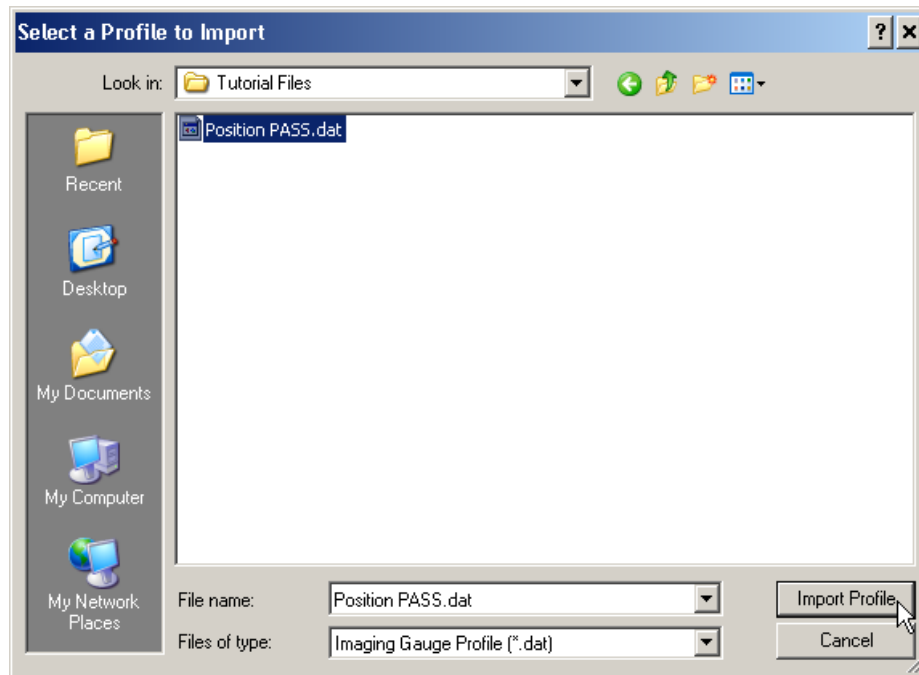 Select a Profile to Import
?
Look in:
Tutorial Files
Position PASS.dat
Recent
Desktop
My Documents
My Computer
My Network
Places
File name:
Position PASS.dat
Import Profile
Files of type:
Imaging Gauge Profile (*.dat)
Cancel